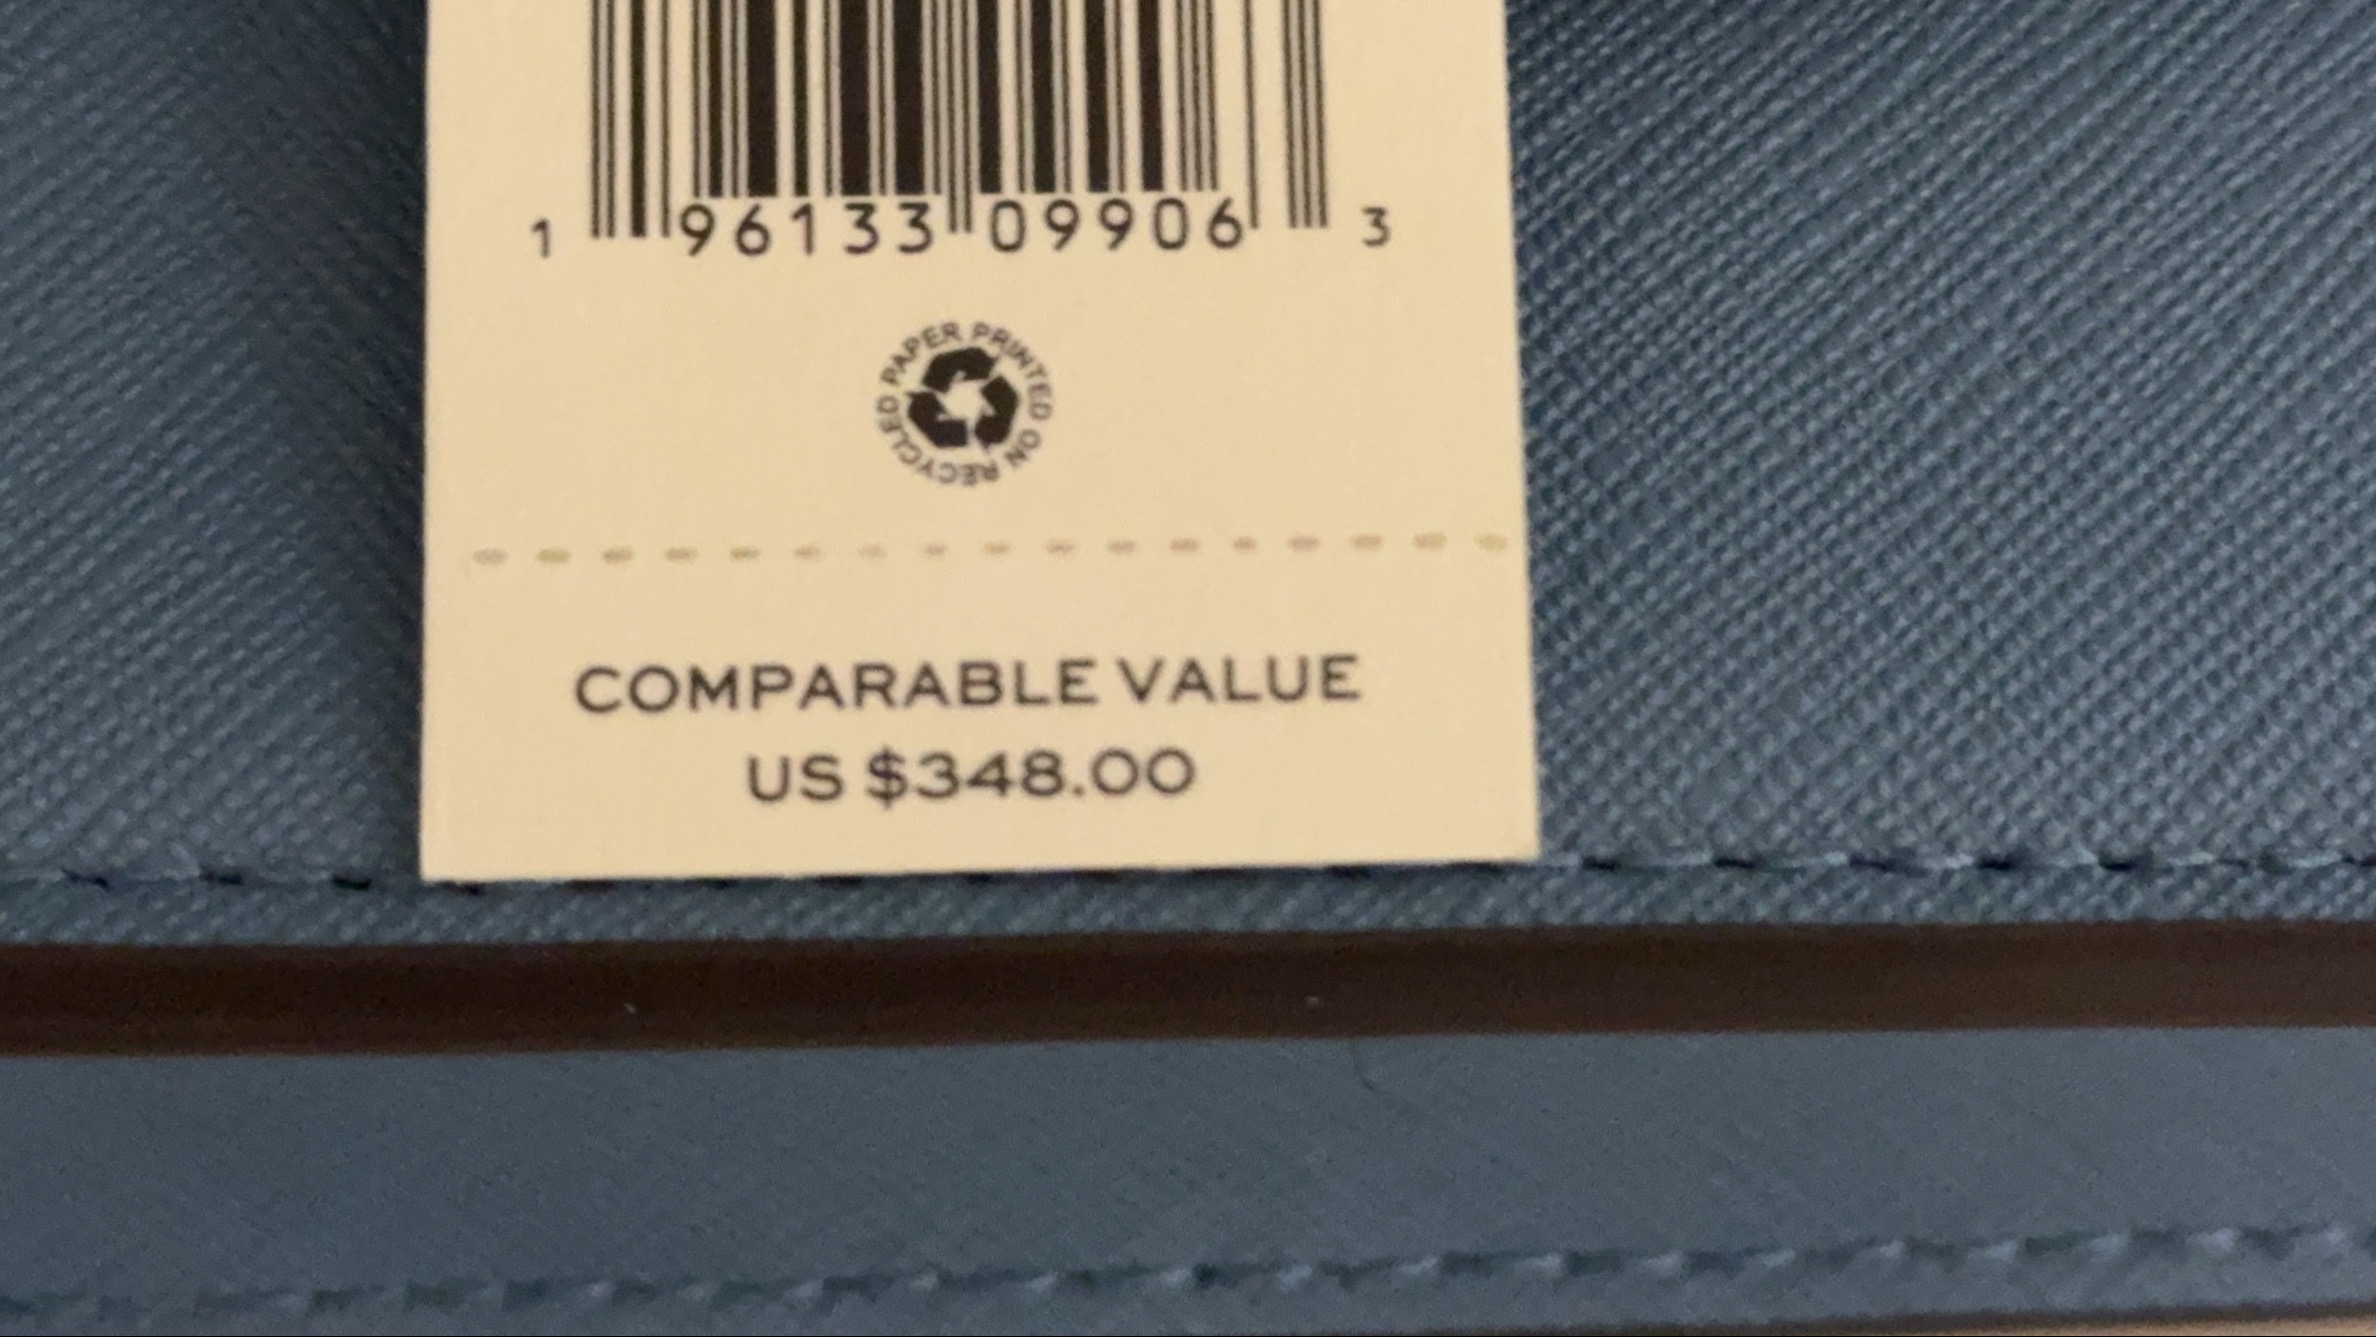 1 96133 09906 3
PRINTED ON RECYCLED PAPER
COMPARABLE VALUE
US $348.00